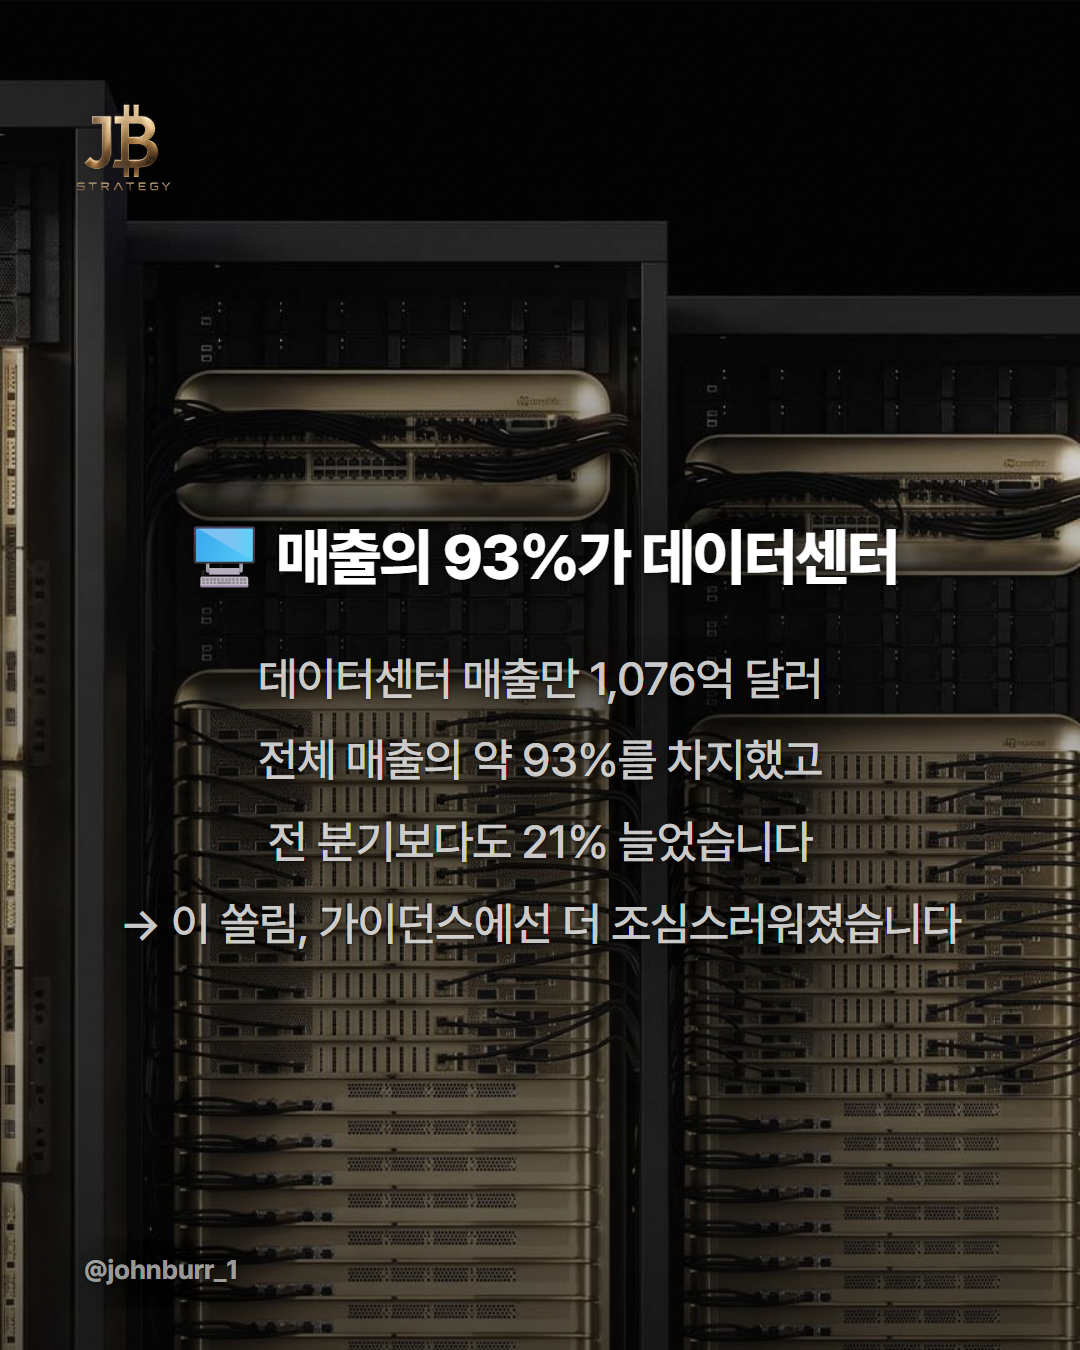 JB
STRATEGY
매출의 93%가 데이터센터
데이터센터 매출만 1,076억 달러
전체 매출의 약 93%를 차지했고
전 분기보다도 21% 늘었습니다
→ 이 쏠림, 가이던스에선 더 조심스러워졌습니다
@johnburr_1